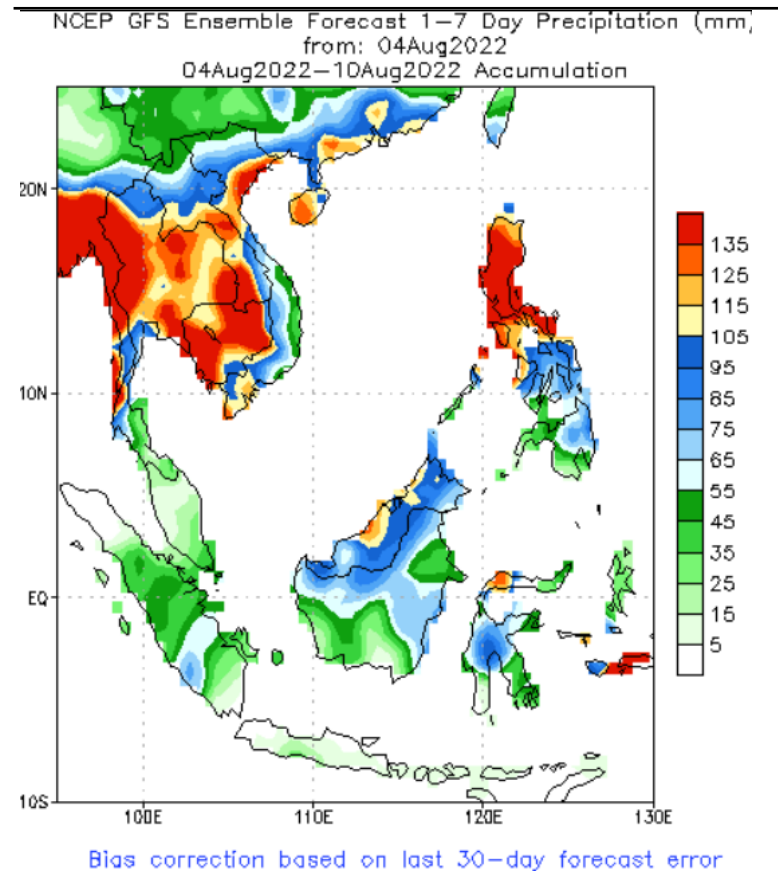 NCEP GFS Ensemble Forecast 1-7 Day Precipitation (mm)
from: 04Aug2022
04Aug2022-10Aug2022 Accumulation
20N
10N
EQ
10S
100E
110E
120E
130E
135
125
115
105
95
85
75
65
55
45
35
25
15
5
Bias correction based on last 30-day forecast error